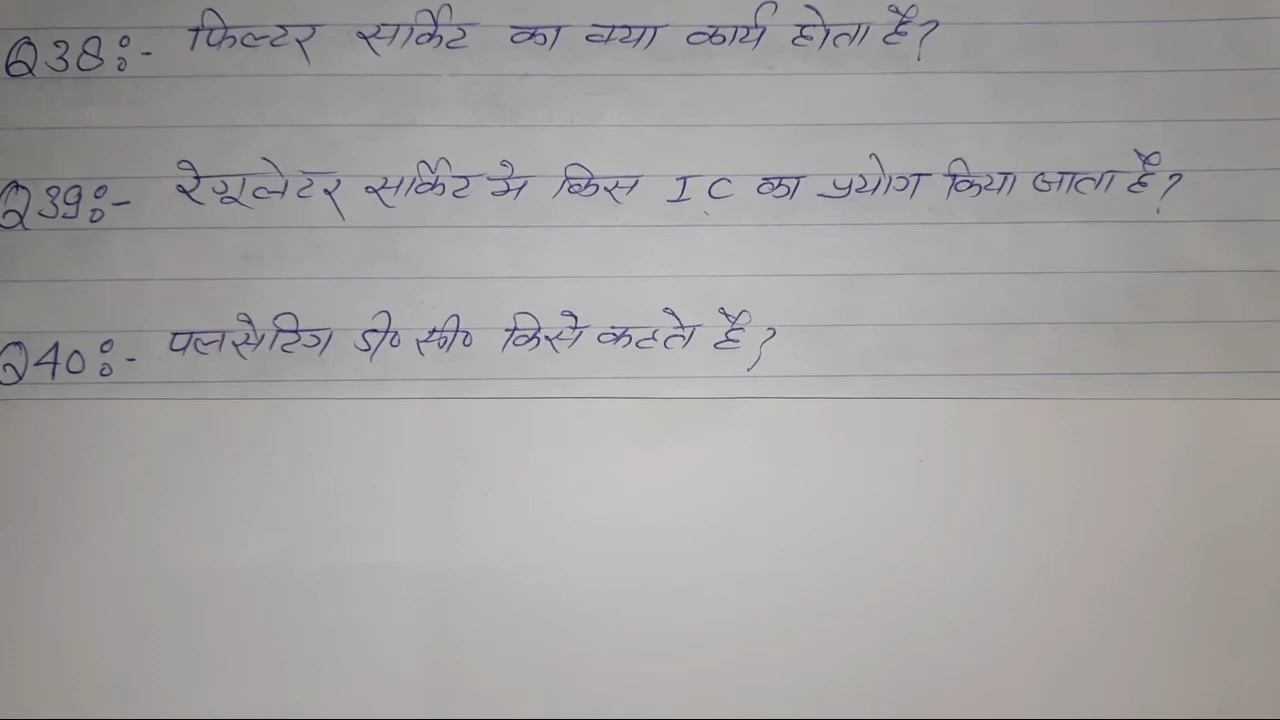 Q38:- फिल्टर सर्किट का क्या कार्य होता है?
Q39:- रेगूलेटर सर्किट मे किस IC का प्रयोग किया जाता है?
Q40:- पलसेटिग डी० सी० किसे कहते है?